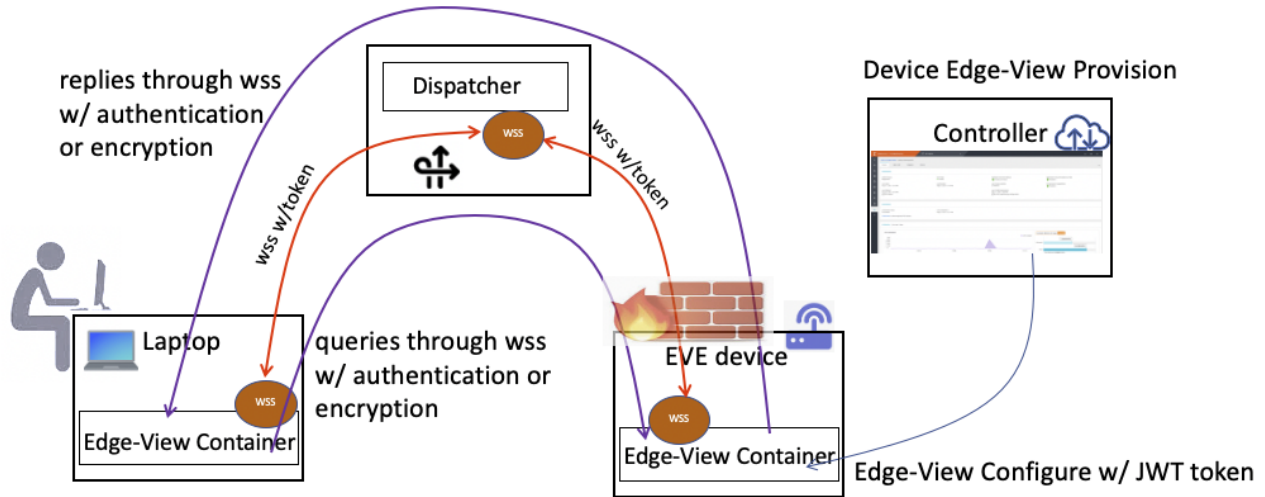 replies through wss
w/ authentication
or encryption
Dispatcher
wss
wss w/token
wss w/token
Device Edge-View Provision
Controller
Laptop
wss
Edge-View Container
queries through wss
w/ authentication or
encryption
EVE device
wss
Edge-View Container
Edge-View Configure w/ JWT token